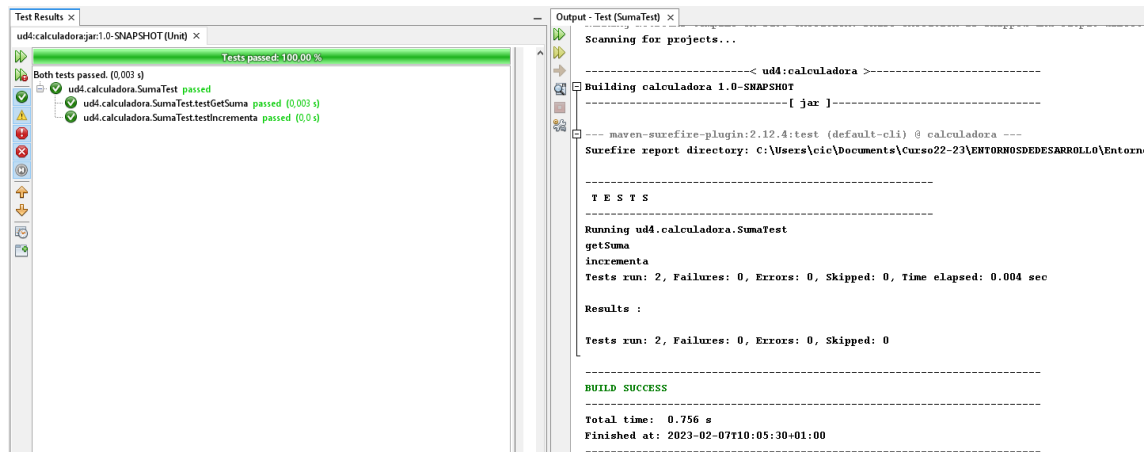 Test Results ×
ud4:calculadora:jar:1.0-SNAPSHOT (Unit) ×
Tests passed: 100,00 %
Both tests passed. (0,003 s)
ud4.calculadora.SumaTest passed
ud4.calculadora.SumaTest.testGetSuma passed (0,003 s)
ud4.calculadora.SumaTest.testIncrementa passed (0,0 s)
Output - Test (SumaTest) ×
Scanning for projects...
--------------------------< ud4:calculadora >---------------------------
Building calculadora 1.0-SNAPSHOT
--------------------------------[ jar ]---------------------------------
--- maven-surefire-plugin:2.12.4:test (default-cli) @ calculadora ---
Surefire report directory: C:\Users\cic\Documents\Curso22-23\ENTORNOSDEDESARROLLO\Entorno
-------------------------------------------------------
T E S T S
-------------------------------------------------------
Running ud4.calculadora.SumaTest
getSuma
incrementa
Tests run: 2, Failures: 0, Errors: 0, Skipped: 0, Time elapsed: 0.004 sec
Results :
Tests run: 2, Failures: 0, Errors: 0, Skipped: 0
------------------------------------------------------------------------
BUILD SUCCESS
------------------------------------------------------------------------
Total time:  0.756 s
Finished at: 2023-02-07T10:05:30+01:00
------------------------------------------------------------------------